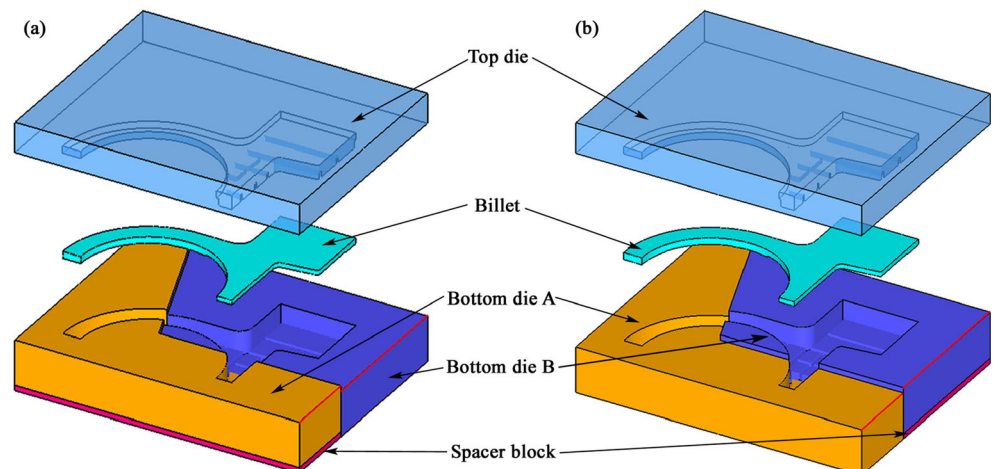 (a)
(b)
Top die
Billet
Bottom die A
Bottom die B
Spacer block